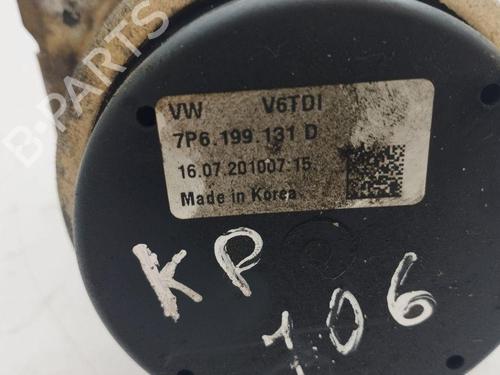 VW V6TDI
7P6.199.131 D
16.07.201007:15
Made in Korea
KP
106
B-Parts